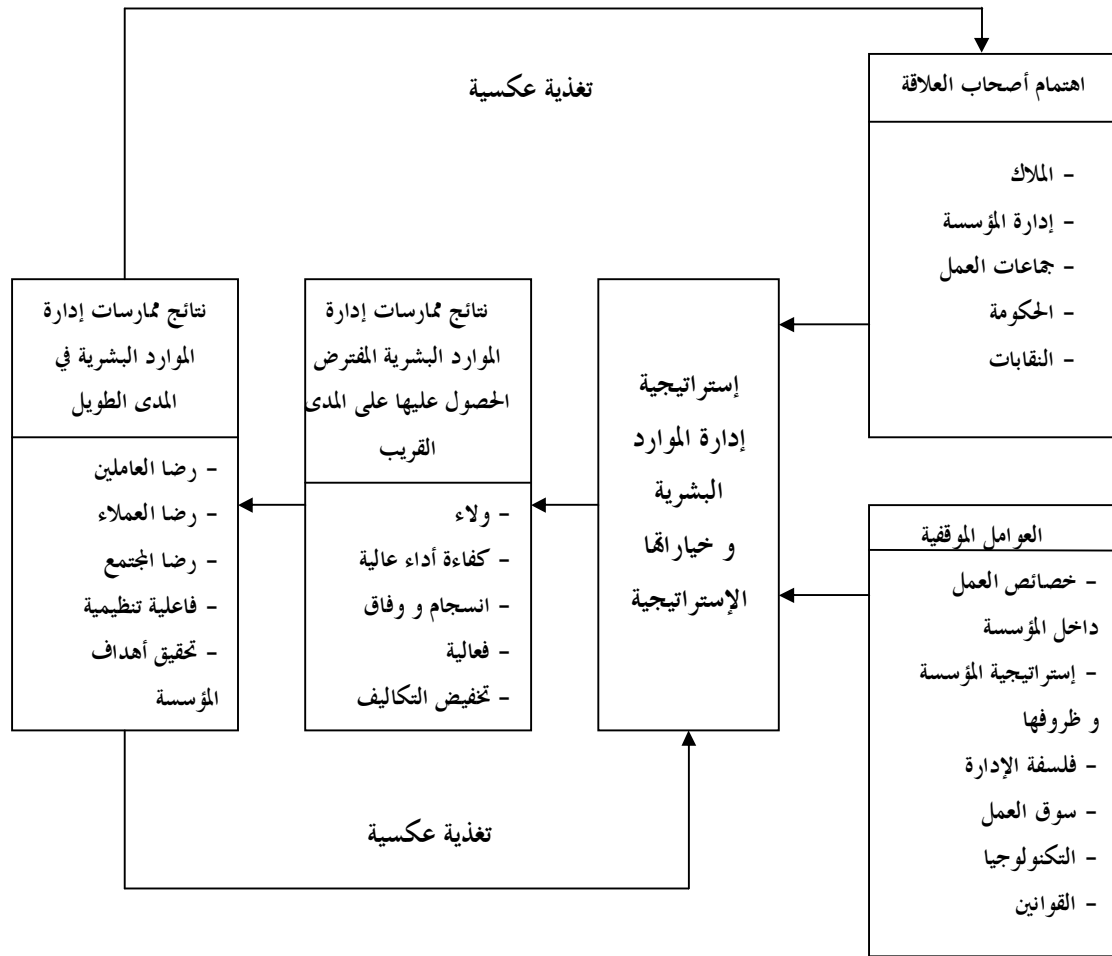 تغذية عكسية
اهتمام أصحاب العلاقة
- الملاك
- إدارة المؤسسة
- جماعات العمل
- الحكومة
- النقابات
العوامل الموقفية
- خصائص العمل
داخل المؤسسة
- إستراتيجية المؤسسة
و ظروفها
- فلسفة الإدارة
- سوق العمل
- التكنولوجيا
- القوانين
إستراتيجية
إدارة الموارد
البشرية
و خياراتها
الإستراتيجية
نتائج ممارسات إدارة
الموارد البشرية المفترض
الحصول عليها على المدى
القريب
- ولاء
- كفاءة أداء عالية
- انسجام و وفاق
- فعالية
- تخفيض التكاليف
نتائج ممارسات إدارة
الموارد البشرية في
المدى الطويل
- رضا العاملين
- رضا العملاء
- رضا المجتمع
- فاعلية تنظيمية
- تحقيق أهداف
المؤسسة
تغذية عكسية